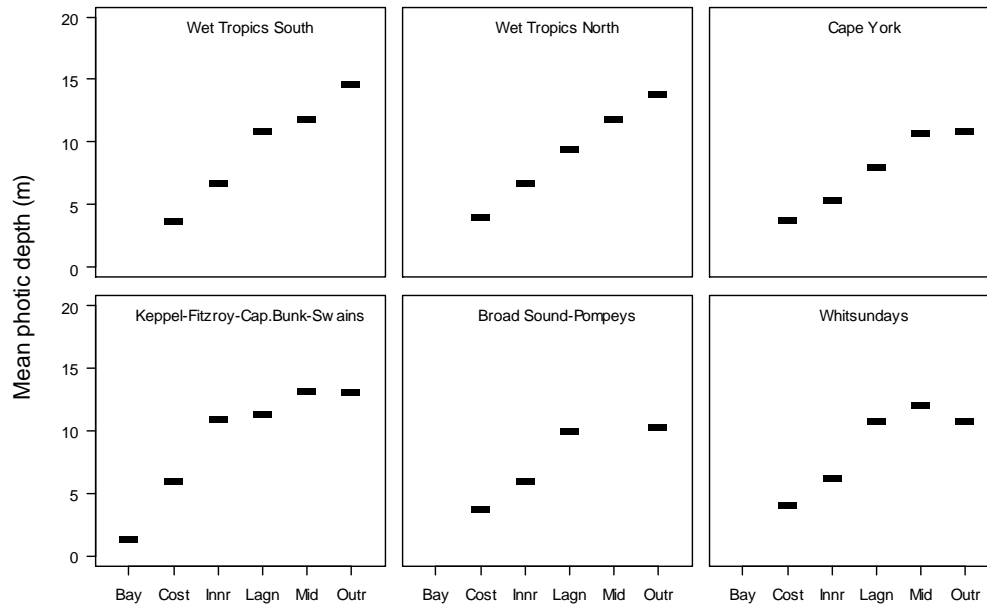 Wet Tropics South
Wet Tropics North
Cape York
20
15
10
5
0
Mean photic depth (m)
Keppel-Fitzroy-Cap.Bunk-Swains
Broad Sound-Pompeys
Whitsundays
20
15
10
5
0
Bay Cost Innr Lagn Mid Outr
Bay Cost Innr Lagn Mid Outr
Bay Cost Innr Lagn Mid Outr